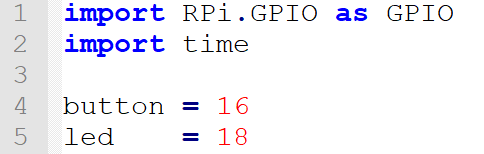 1 import RPi.GPIO as GPIO
2 import time
3
4 button = 16
5 led    = 18